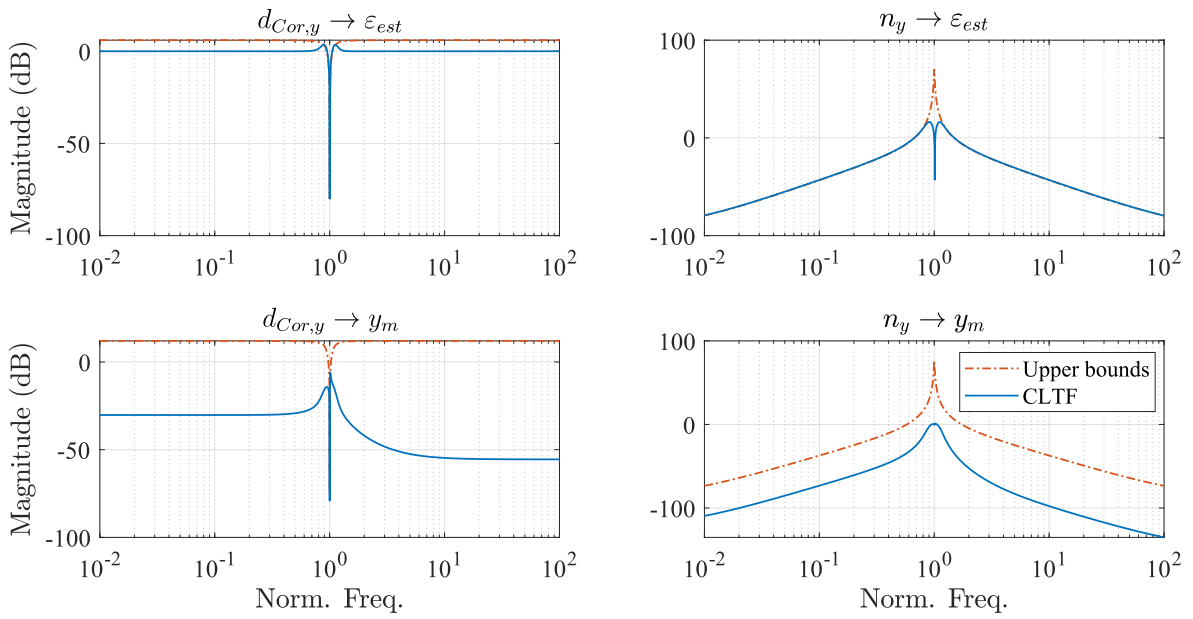 d_{Cor,y} → ε_{est}
n_y → ε_{est}
Magnitude (dB)
0
-50
-100
10^{-2} 10^{-1} 10^0 10^1 10^2
100
0
-100
10^{-2} 10^{-1} 10^0 10^1 10^2
d_{Cor,y} → y_m
n_y → y_m
Magnitude (dB)
0
-50
-100
10^{-2} 10^{-1} 10^0 10^1 10^2
Norm. Freq.
100
0
-100
Upper bounds
CLTF
10^{-2} 10^{-1} 10^0 10^1 10^2
Norm. Freq.